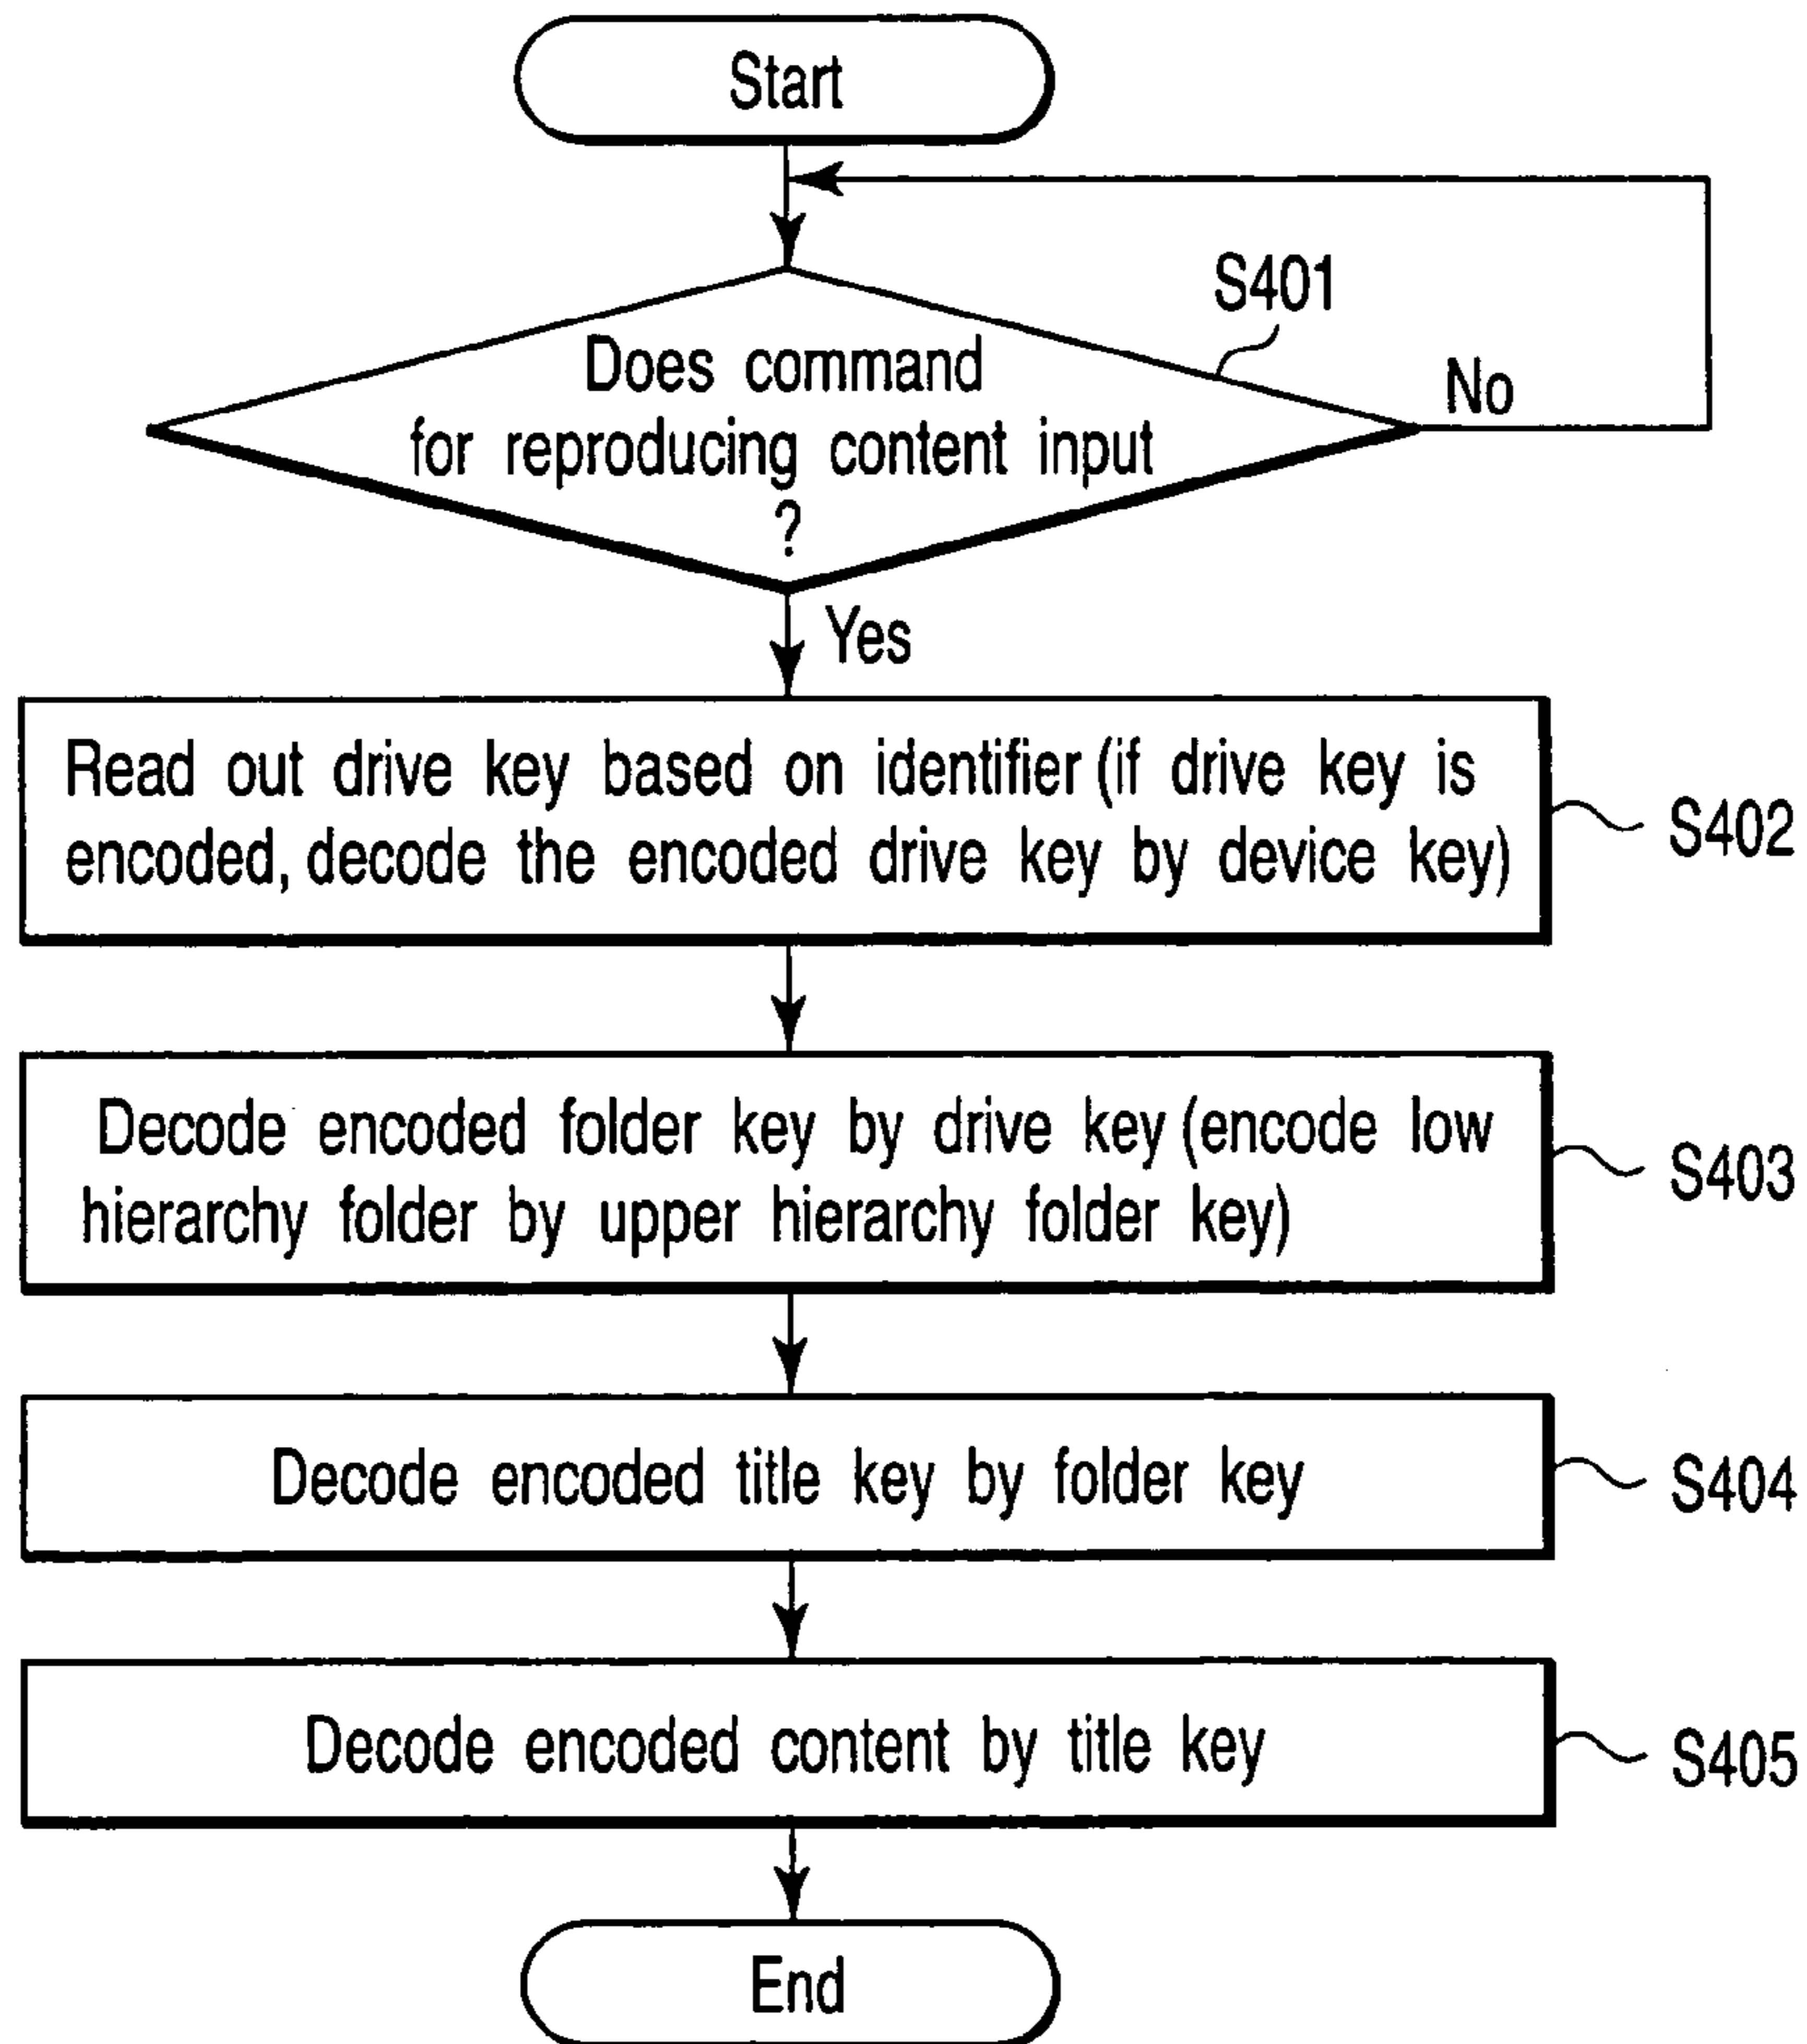 Start
S401
Does command
for reproducing content input
?
No
Yes
Read out drive key based on identifier (if drive key is
encoded, decode the encoded drive key by device key)
S402
Decode encoded folder key by drive key (encode low
hierarchy folder by upper hierarchy folder key)
S403
Decode encoded title key by folder key
S404
Decode encoded content by title key
S405
End